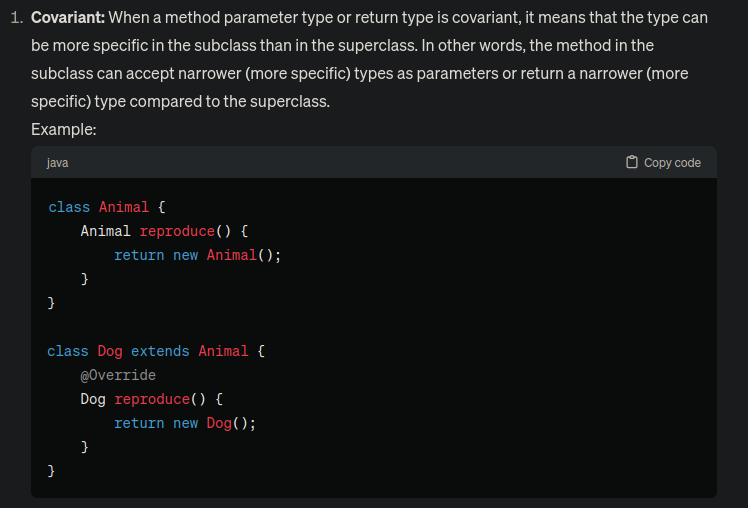 1. Covariant: When a method parameter type or return type is covariant, it means that the type can
be more specific in the subclass than in the superclass. In other words, the method in the
subclass can accept narrower (more specific) types as parameters or return a narrower (more
specific) type compared to the superclass.
Example:
java Copy code
class Animal {
    Animal reproduce() {
        return new Animal();
    }
}

class Dog extends Animal {
    @Override
    Dog reproduce() {
        return new Dog();
    }
}